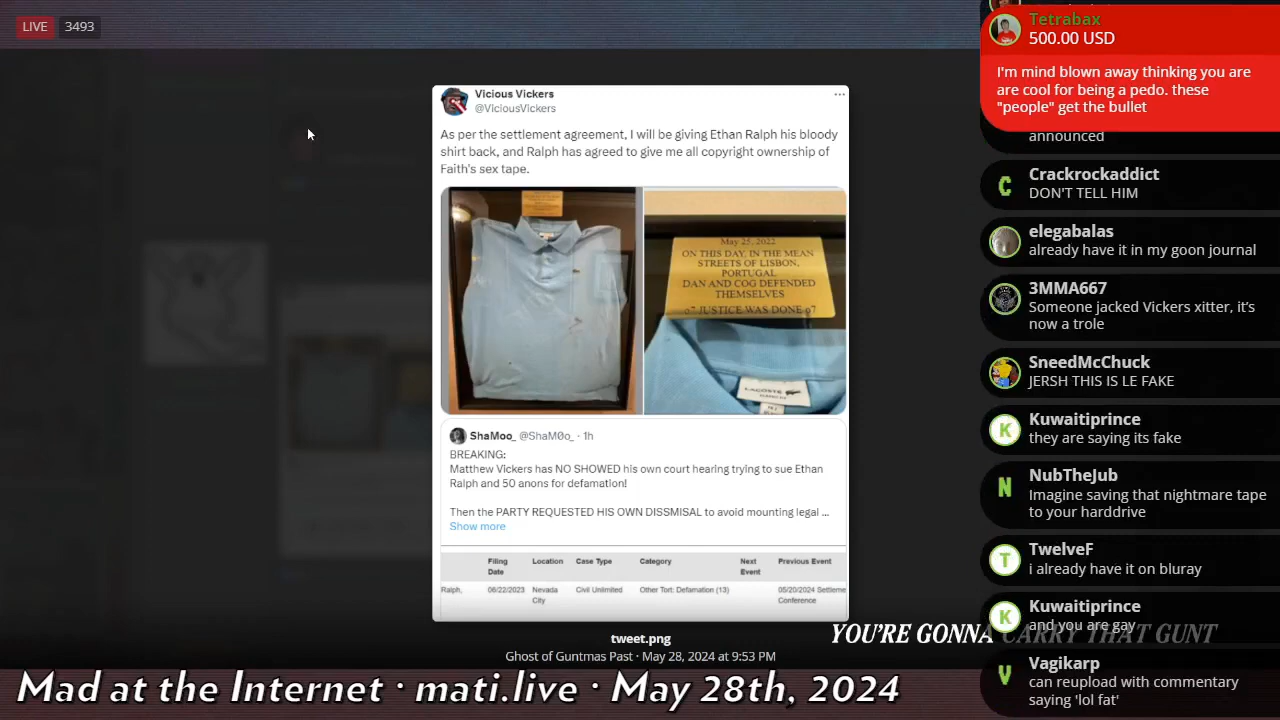 LIVE 3493
Vicious Vickers
@ViciousVickers
As per the settlement agreement, I will be giving Ethan Ralph his bloody
shirt back, and Ralph has agreed to give me all copyright ownership of
Faith's sex tape.
May 25, 2022
ON THIS DAY, IN THE MEAN
STREETS OF LISBON,
PORTUGAL
DAN AND COG DEFENDED
THEMSELVES
o7 JUSTICE WAS DONE o7
LACOSTE
ShaMoo_ @ShaM0o_ · 1h
BREAKING:
Matthew Vickers has NO SHOWED his own court hearing trying to sue Ethan
Ralph and 50 anons for defamation!
Then the PARTY REQUESTED HIS OWN DISSMISAL to avoid mounting legal ...
Show more
Filing Date Location Case Type Category Next Event Previous Event
Ralph, 06/22/2023 Nevada City Civil Unlimited Other Tort: Defamation (13) 05/20/2024 Settleme
Conference
tweet.png
Ghost of Guntmas Past · May 28, 2024 at 9:53 PM
YOU'RE GONNA CARRY THAT GUNT
Mad at the Internet · mati.live · May 28th, 2024
Tetrabax
500.00 USD
I'm mind blown away thinking you are
are cool for being a pedo. these
"people" get the bullet
announced
Crackrockaddict
DON'T TELL HIM
elegabalas
already have it in my goon journal
3MMA667
Someone jacked Vickers xitter, it's
now a trole
SneedMcChuck
JERSH THIS IS LE FAKE
Kuwaitiprince
they are saying its fake
NubTheJub
Imagine saving that nightmare tape
to your harddrive
TwelveF
i already have it on bluray
Kuwaitiprince
and you are gay
Vagikarp
can reupload with commentary
saying 'lol fat'